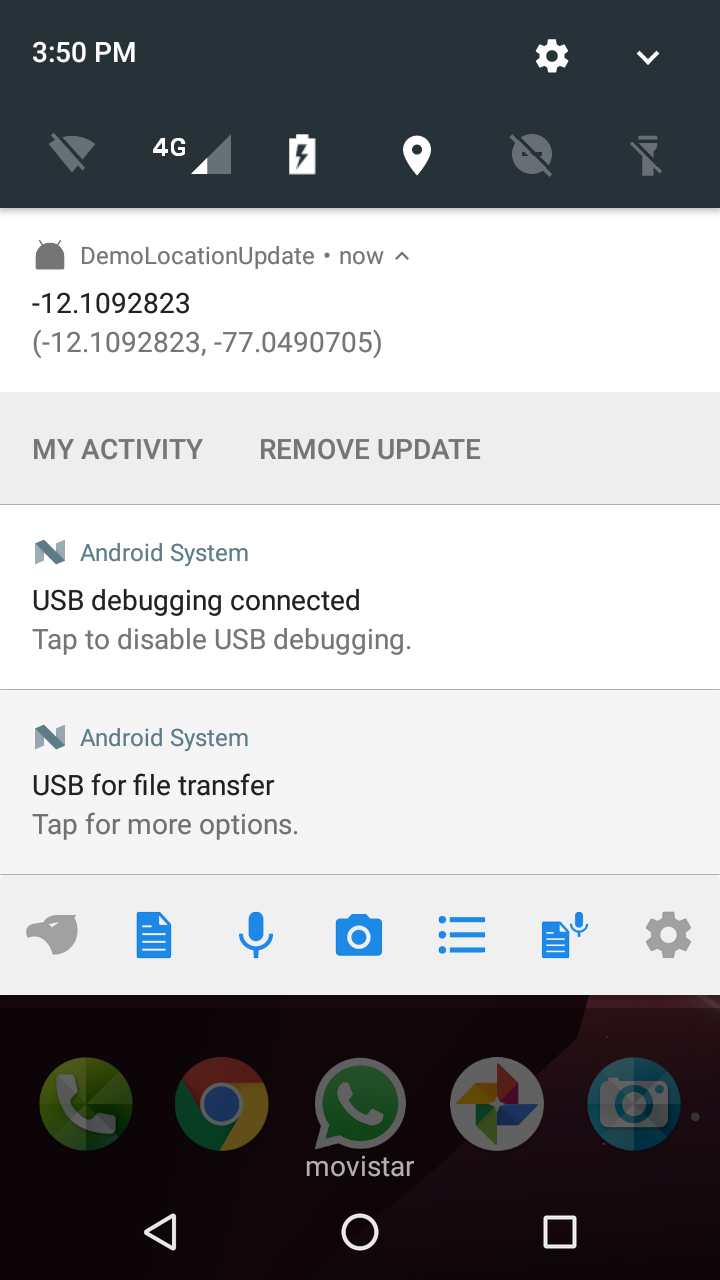 3:50 PM
4G
DemoLocationUpdate • now
-12.1092823
(-12.1092823, -77.0490705)
MY ACTIVITY REMOVE UPDATE
Android System
USB debugging connected
Tap to disable USB debugging.
Android System
USB for file transfer
Tap for more options.
movistar